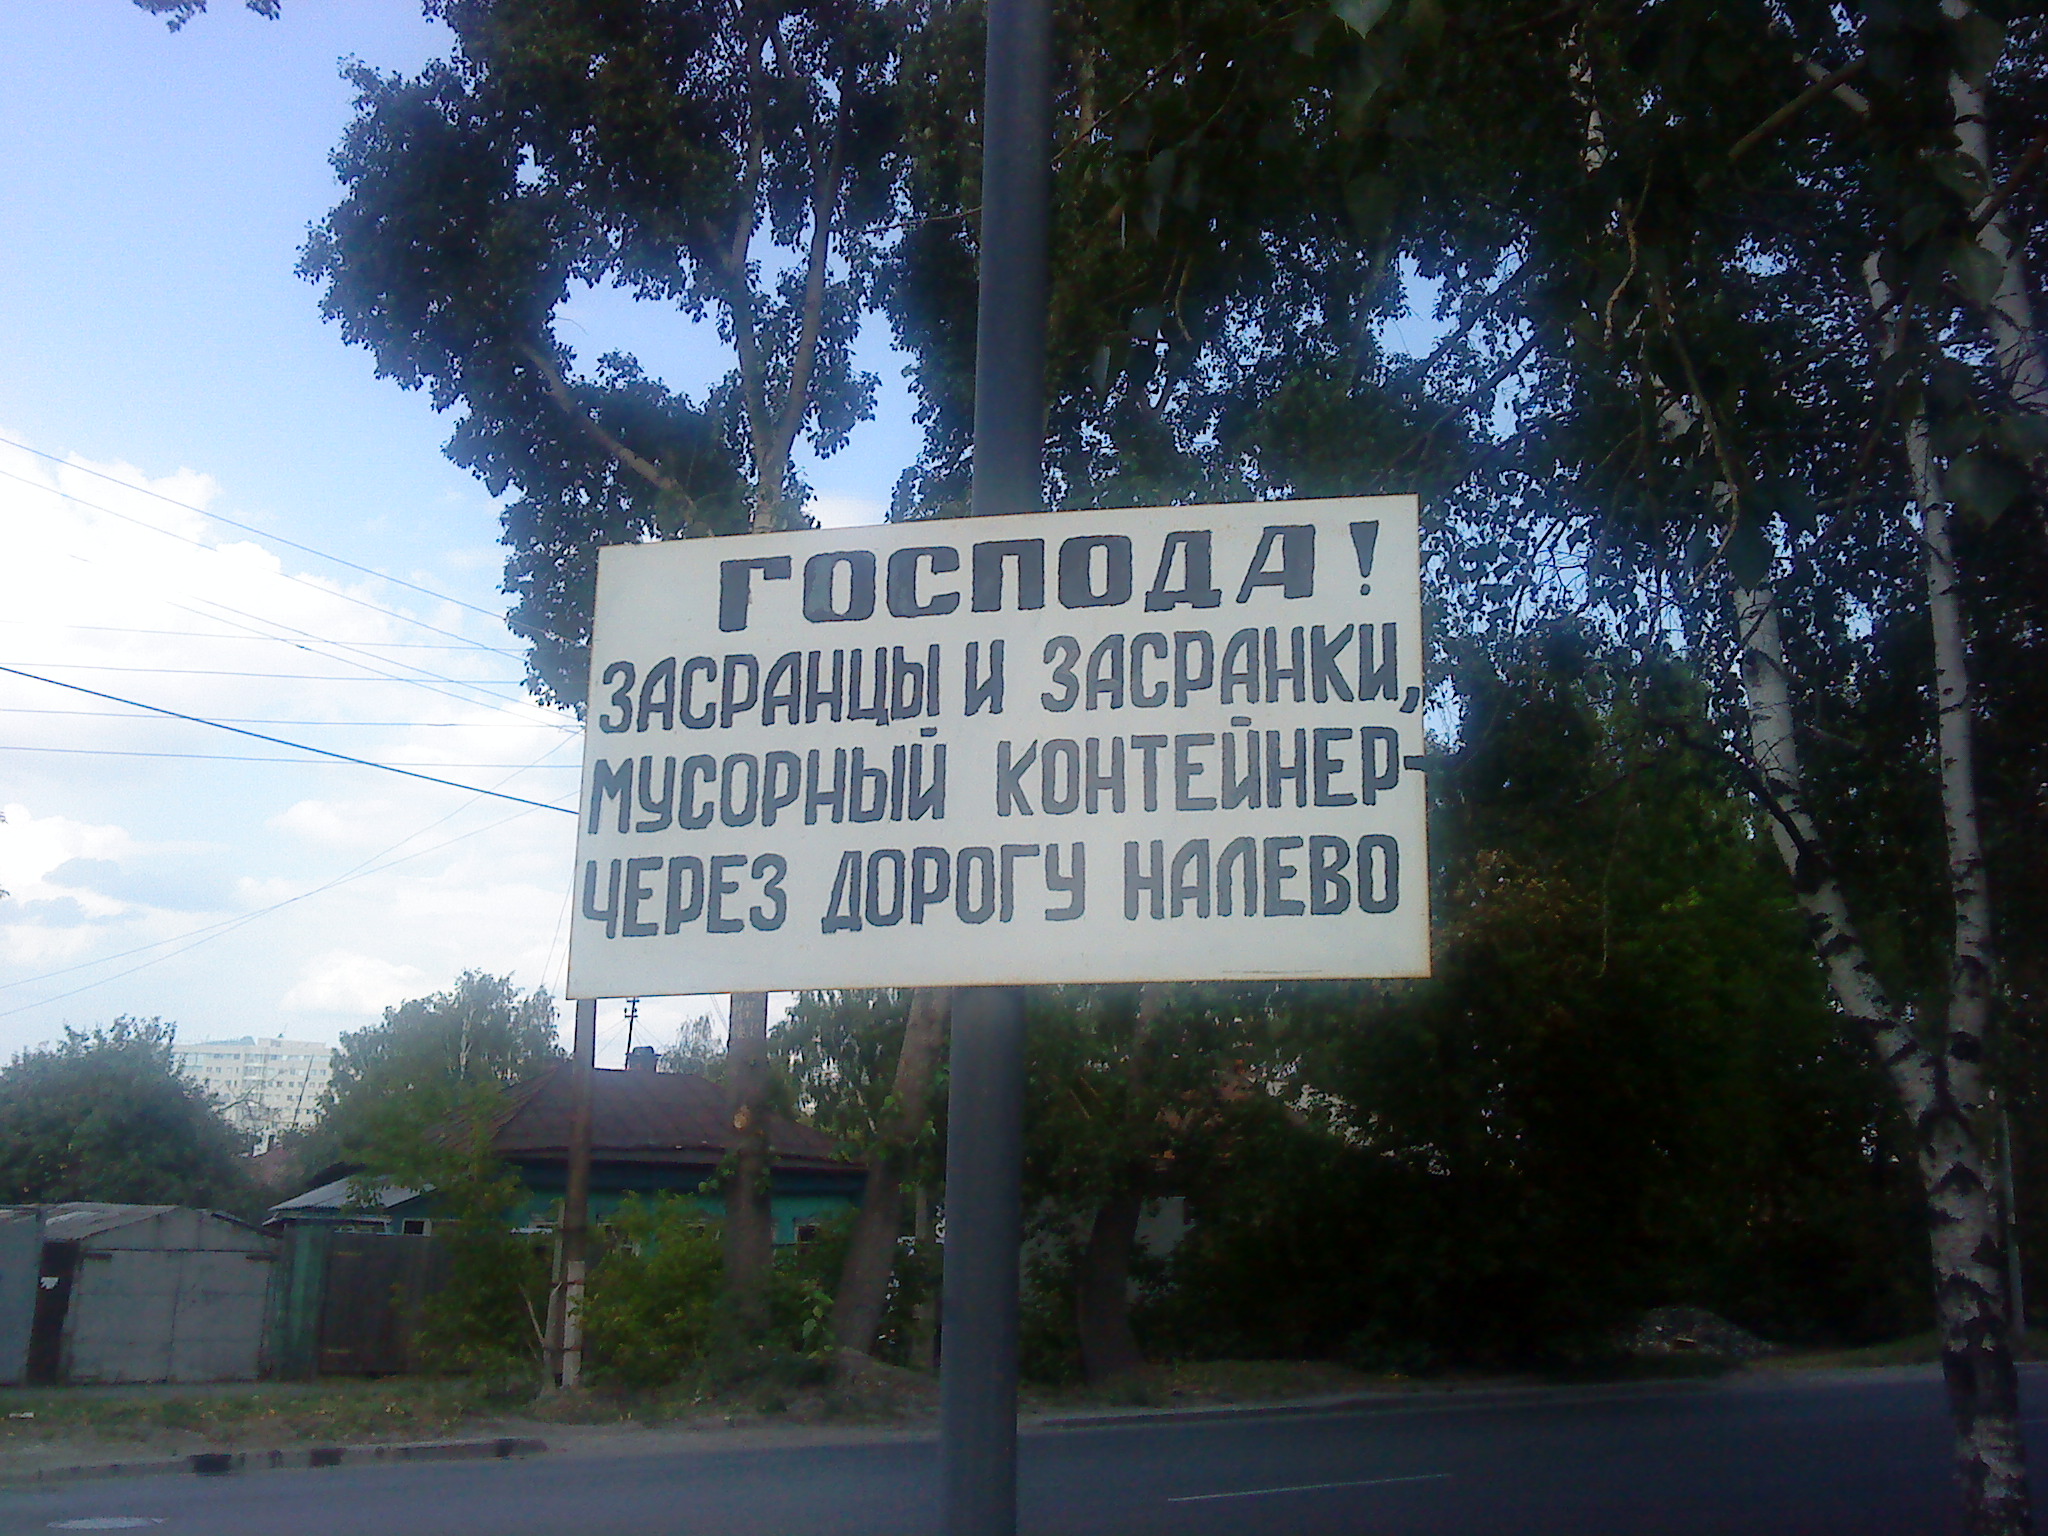 ГОСПОДА!
ЗАСРАНЦЫ И ЗАСРАНКИ,
МУСОРНЫЙ КОНТЕЙНЕР-
ЧЕРЕЗ ДОРОГУ НАЛЕВО